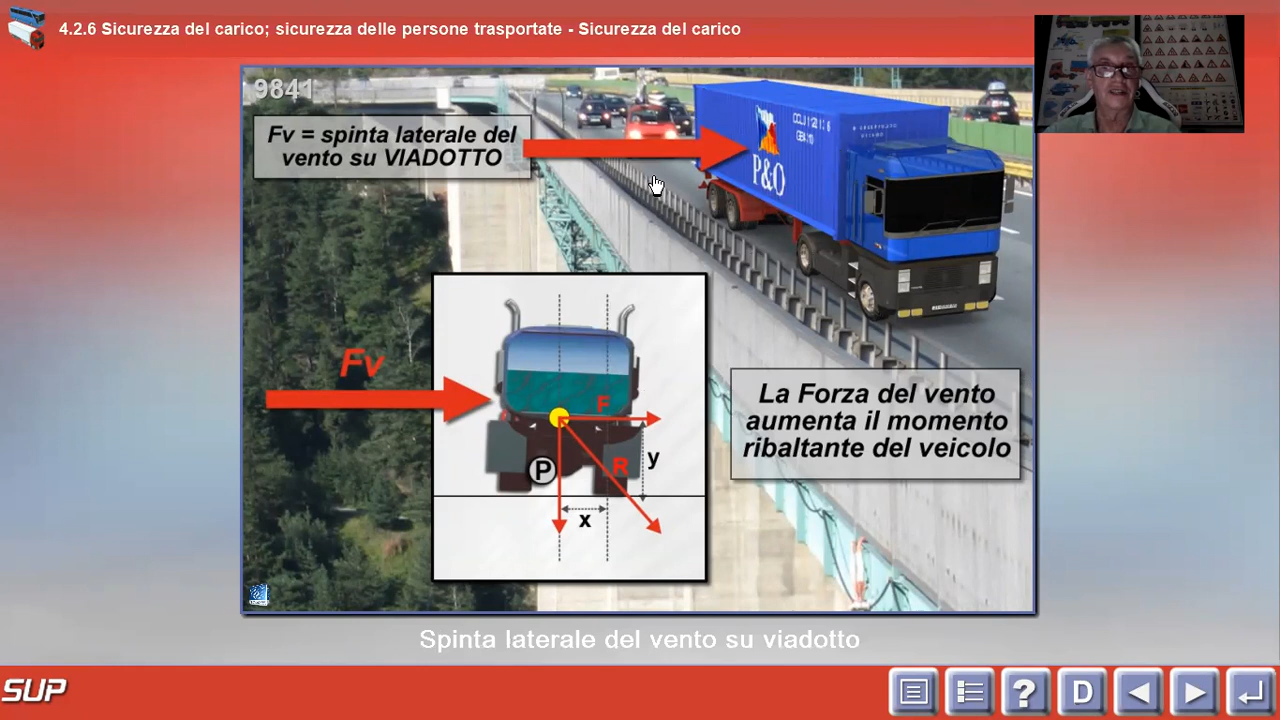 4.2.6 Sicurezza del carico; sicurezza delle persone trasportate - Sicurezza del carico
9841
Fv = spinta laterale del
vento su VIADOTTO
P&O
Fv
F
P
R
y
x
La Forza del vento
aumenta il momento
ribaltante del veicolo
Spinta laterale del vento su viadotto
SUP
?
D